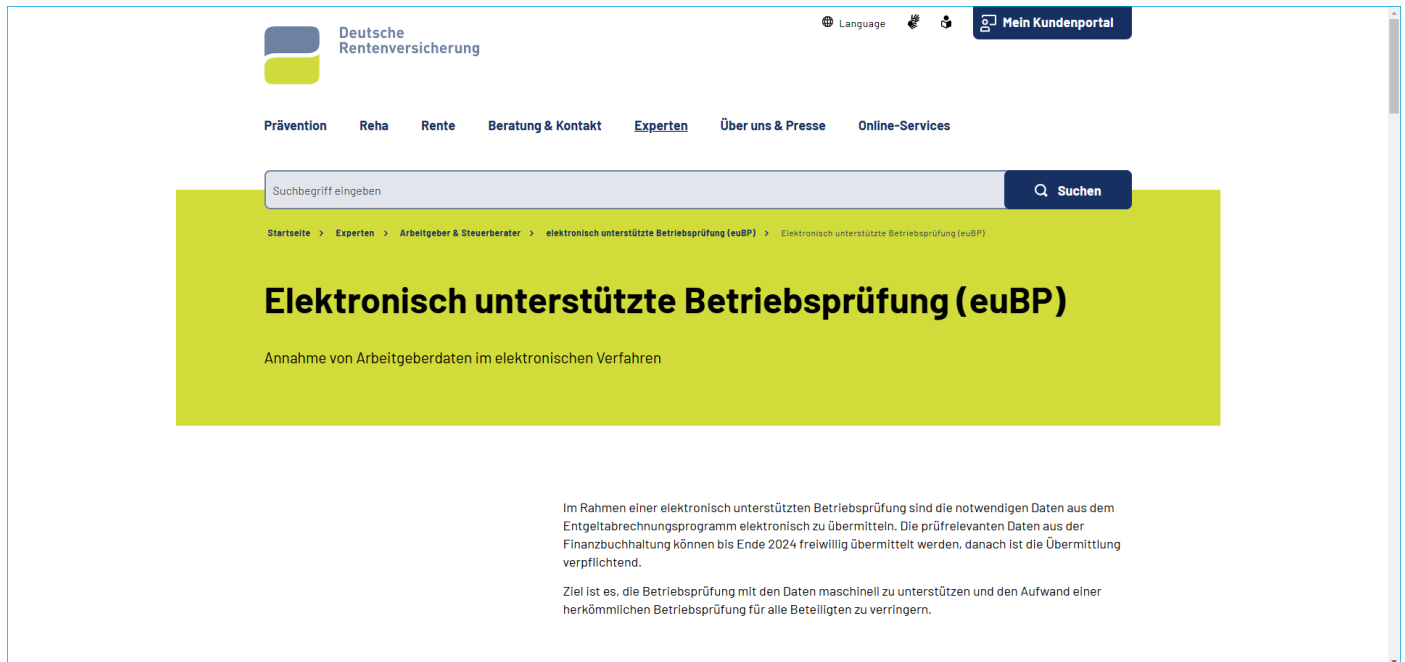 Deutsche
Rentenversicherung
Language
Mein Kundenportal
Prävention Reha Rente Beratung & Kontakt Experten Über uns & Presse Online-Services
Suchbegriff eingeben
Suchen
Startseite > Experten > Arbeitgeber & Steuerberater > elektronisch unterstützte Betriebsprüfung (euBP) > Elektronisch unterstützte Betriebsprüfung (euBP)
Elektronisch unterstützte Betriebsprüfung (euBP)
Annahme von Arbeitgeberdaten im elektronischen Verfahren
Im Rahmen einer elektronisch unterstützten Betriebsprüfung sind die notwendigen Daten aus dem
Entgeltabrechnungsprogramm elektronisch zu übermitteln. Die prüfrelevanten Daten aus der
Finanzbuchhaltung können bis Ende 2024 freiwillig übermittelt werden, danach ist die Übermittlung
verpflichtend.
Ziel ist es, die Betriebsprüfung mit den Daten maschinell zu unterstützen und den Aufwand einer
herkömmlichen Betriebsprüfung für alle Beteiligten zu verringern.